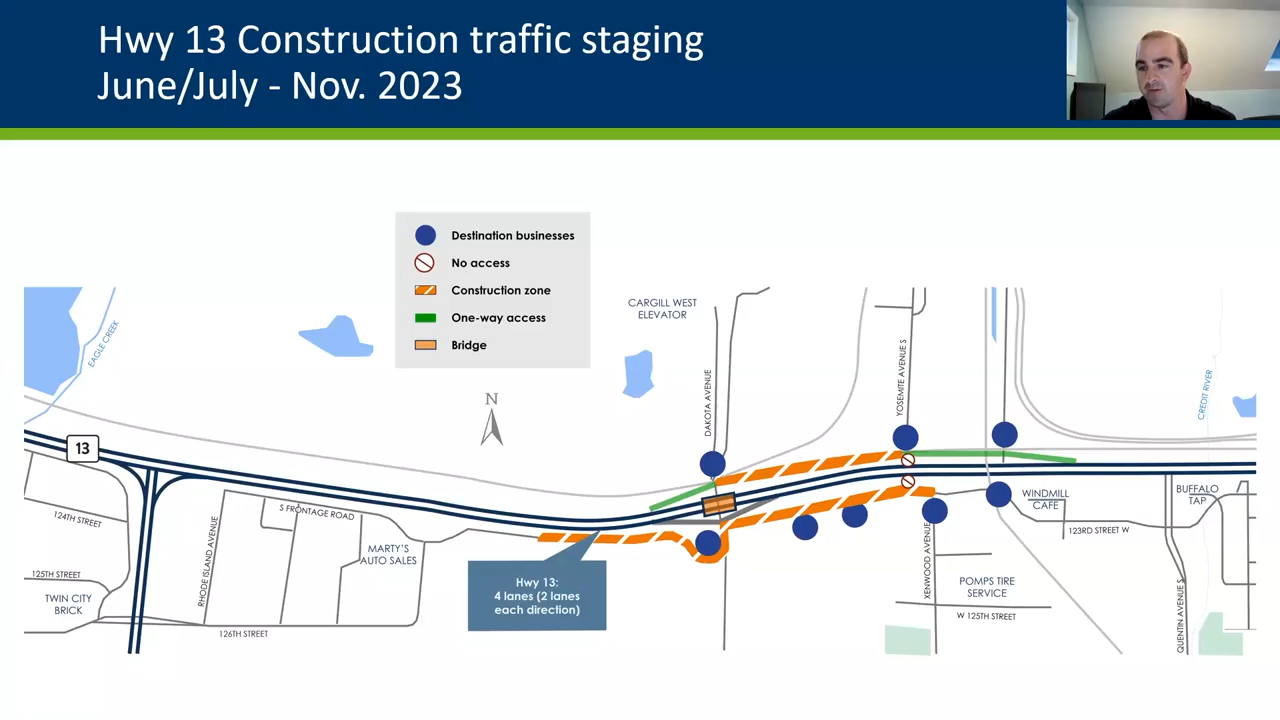 Hwy 13 Construction traffic staging
June/July - Nov. 2023
Destination businesses
No access
Construction zone
One-way access
Bridge
CARGILL WEST
ELEVATOR
EAGLE CREEK
N
DAKOTA AVENUE
YOSEMITE AVENUE S
CREDIT RIVER
13
124TH STREET
S FRONTAGE ROAD
RHODE ISLAND AVENUE
MARTY'S
AUTO SALES
125TH STREET
TWIN CITY
BRICK
126TH STREET
Hwy 13:
4 lanes (2 lanes
each direction)
WINDMILL
CAFE
BUFFALO
TAP
123RD STREET W
XENWOOD AVENUE
POMPS TIRE
SERVICE
W 125TH STREET
QUENTIN AVENUE S